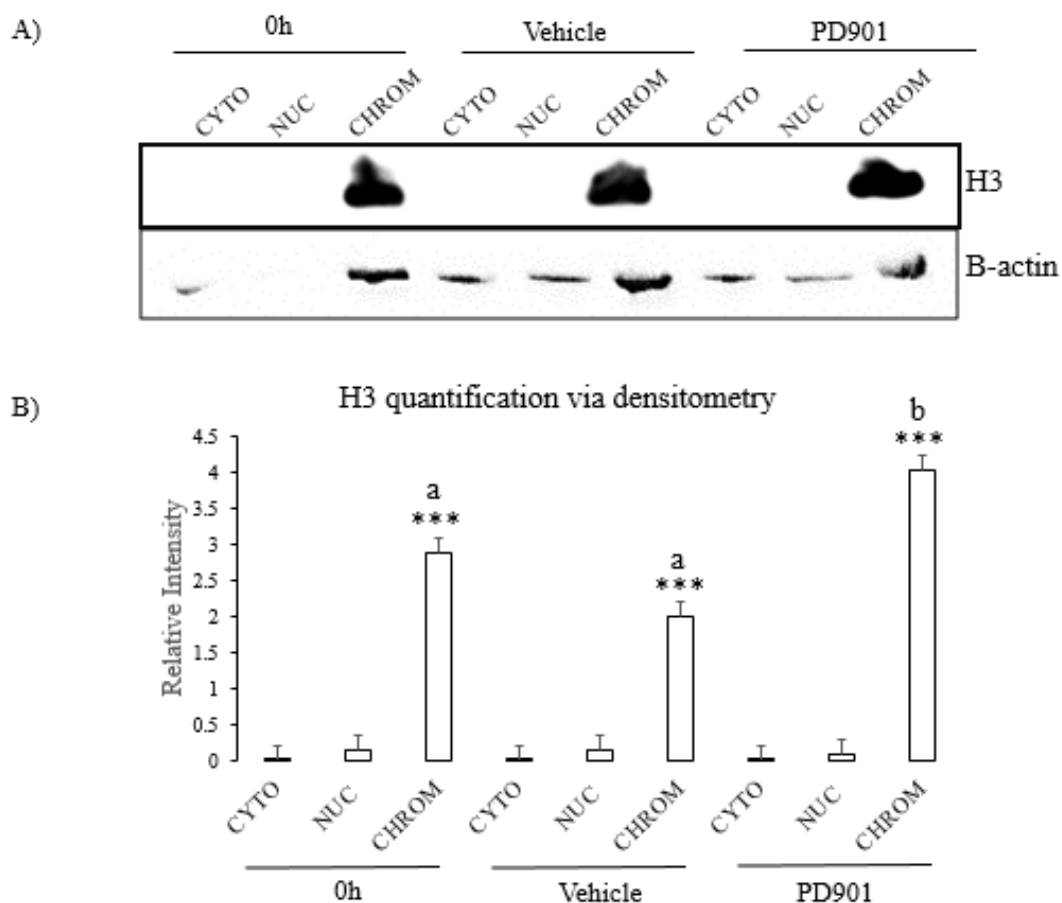 A)
0h Vehicle PD901
CYTO NUC CHROM CYTO NUC CHROM CYTO NUC CHROM
H3
B-actin
B)
H3 quantification via densitometry
Relative Intensity
4.5
4
3.5
3
2.5
2
1.5
1
0.5
0
a
***
a
***
b
***
CYTO NUC CHROM CYTO NUC CHROM CYTO NUC CHROM
0h Vehicle PD901